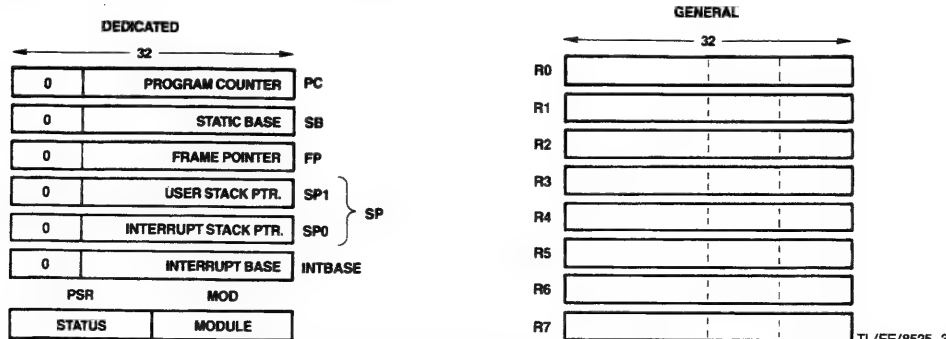 DEDICATED
32
0 PROGRAM COUNTER PC
0 STATIC BASE SB
0 FRAME POINTER FP
0 USER STACK PTR. SP1
SP
0 INTERRUPT STACK PTR. SP0
0 INTERRUPT BASE INTBASE
PSR MOD
STATUS MODULE
GENERAL
32
R0
R1
R2
R3
R4
R5
R6
R7